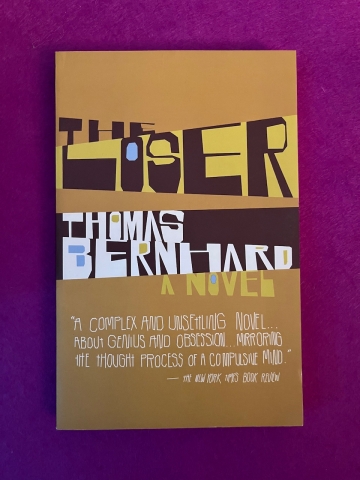 THE
LOSER
THOMAS
BERNHARD
A NOVEL
"A COMPLEX AND UNSETTLING NOVEL...
ABOUT GENIUS AND OBSESSION... MIRRORING
THE THOUGHT PROCESS OF A COMPULSIVE MIND."
— THE NEW YORK TIMES BOOK REVIEW